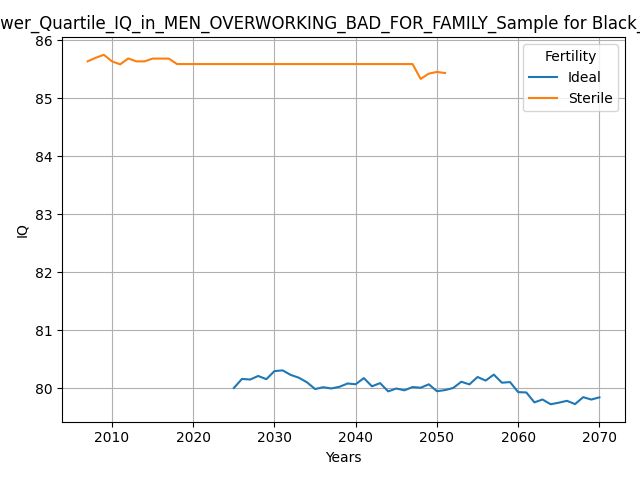 wer_Quartile_IQ_in_MEN_OVERWORKING_BAD_FOR_FAMILY_Sample for Black_
86
85
84
83
82
81
80
IQ
Fertility
Ideal
Sterile
2010
2020
2030
2040
2050
2060
2070
Years